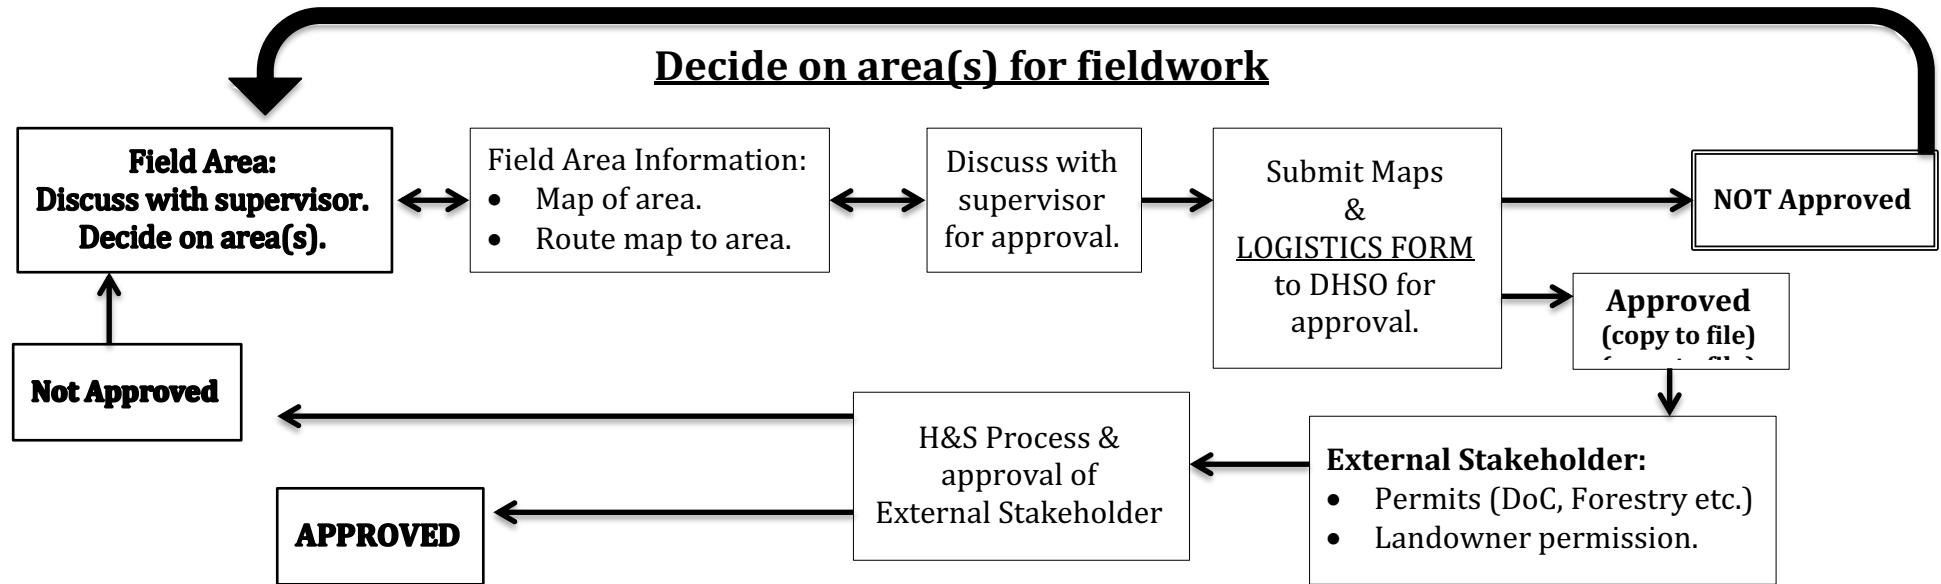 Decide on area(s) for fieldwork
Field Area:
Discuss with supervisor.
Decide on area(s).
Field Area Information:
• Map of area.
• Route map to area.
Discuss with
supervisor
for approval.
Submit Maps
&
LOGISTICS FORM
to DHSO for
approval.
NOT Approved
Approved
(copy to file)
External Stakeholder:
• Permits (DoC, Forestry etc.)
• Landowner permission.
H&S Process &
approval of
External Stakeholder
Not Approved
APPROVED